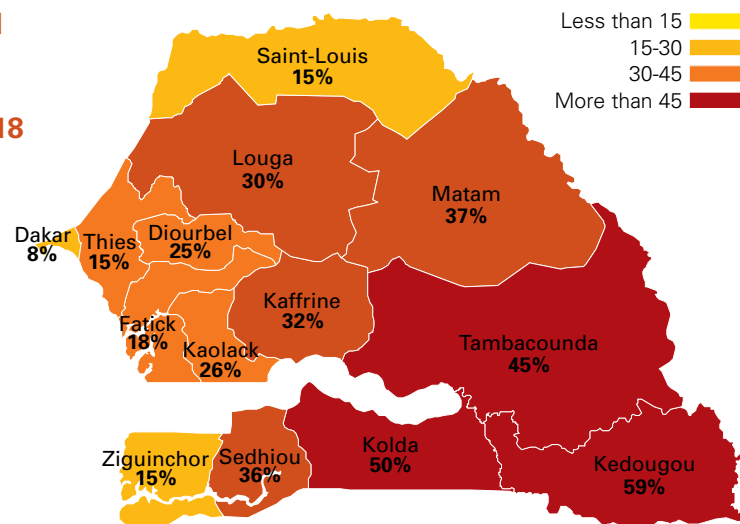 18
Less than 15
15-30
30-45
More than 45
Saint-Louis
15%
Louga
30%
Matam
37%
Dakar
8%
Thies
15%
Diourbel
25%
Fatick
18%
Kaolack
26%
Kaffrine
32%
Tambacounda
45%
Ziguinchor
15%
Sedhiou
36%
Kolda
50%
Kedougou
59%